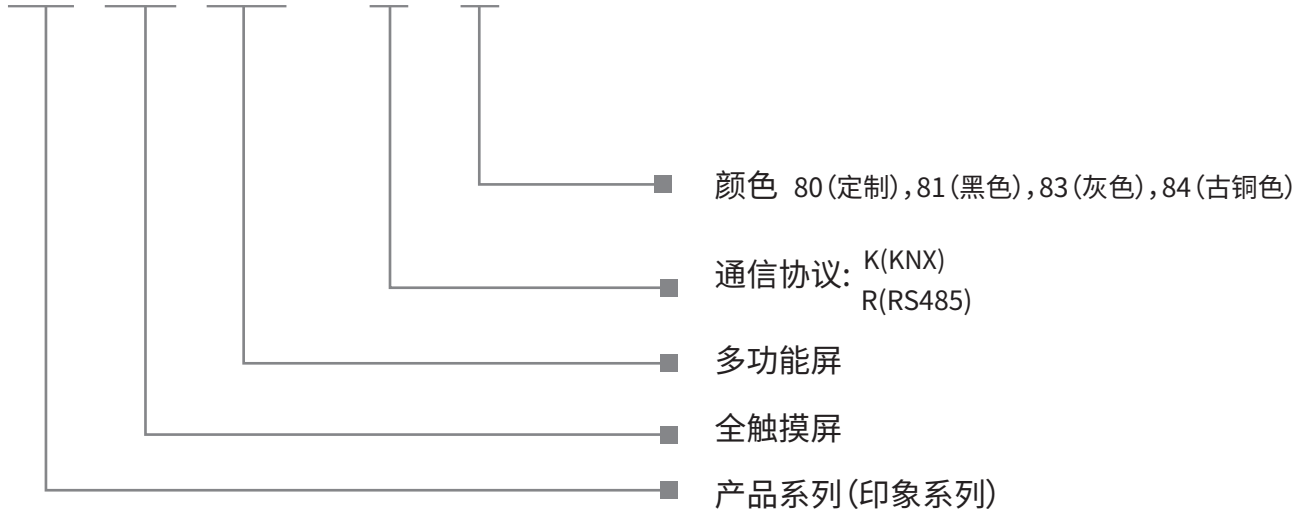 颜色 80（定制），81（黑色），83（灰色），84（古铜色）
通信协议: K(KNX)
R(RS485)
多功能屏
全触摸屏
产品系列（印象系列）